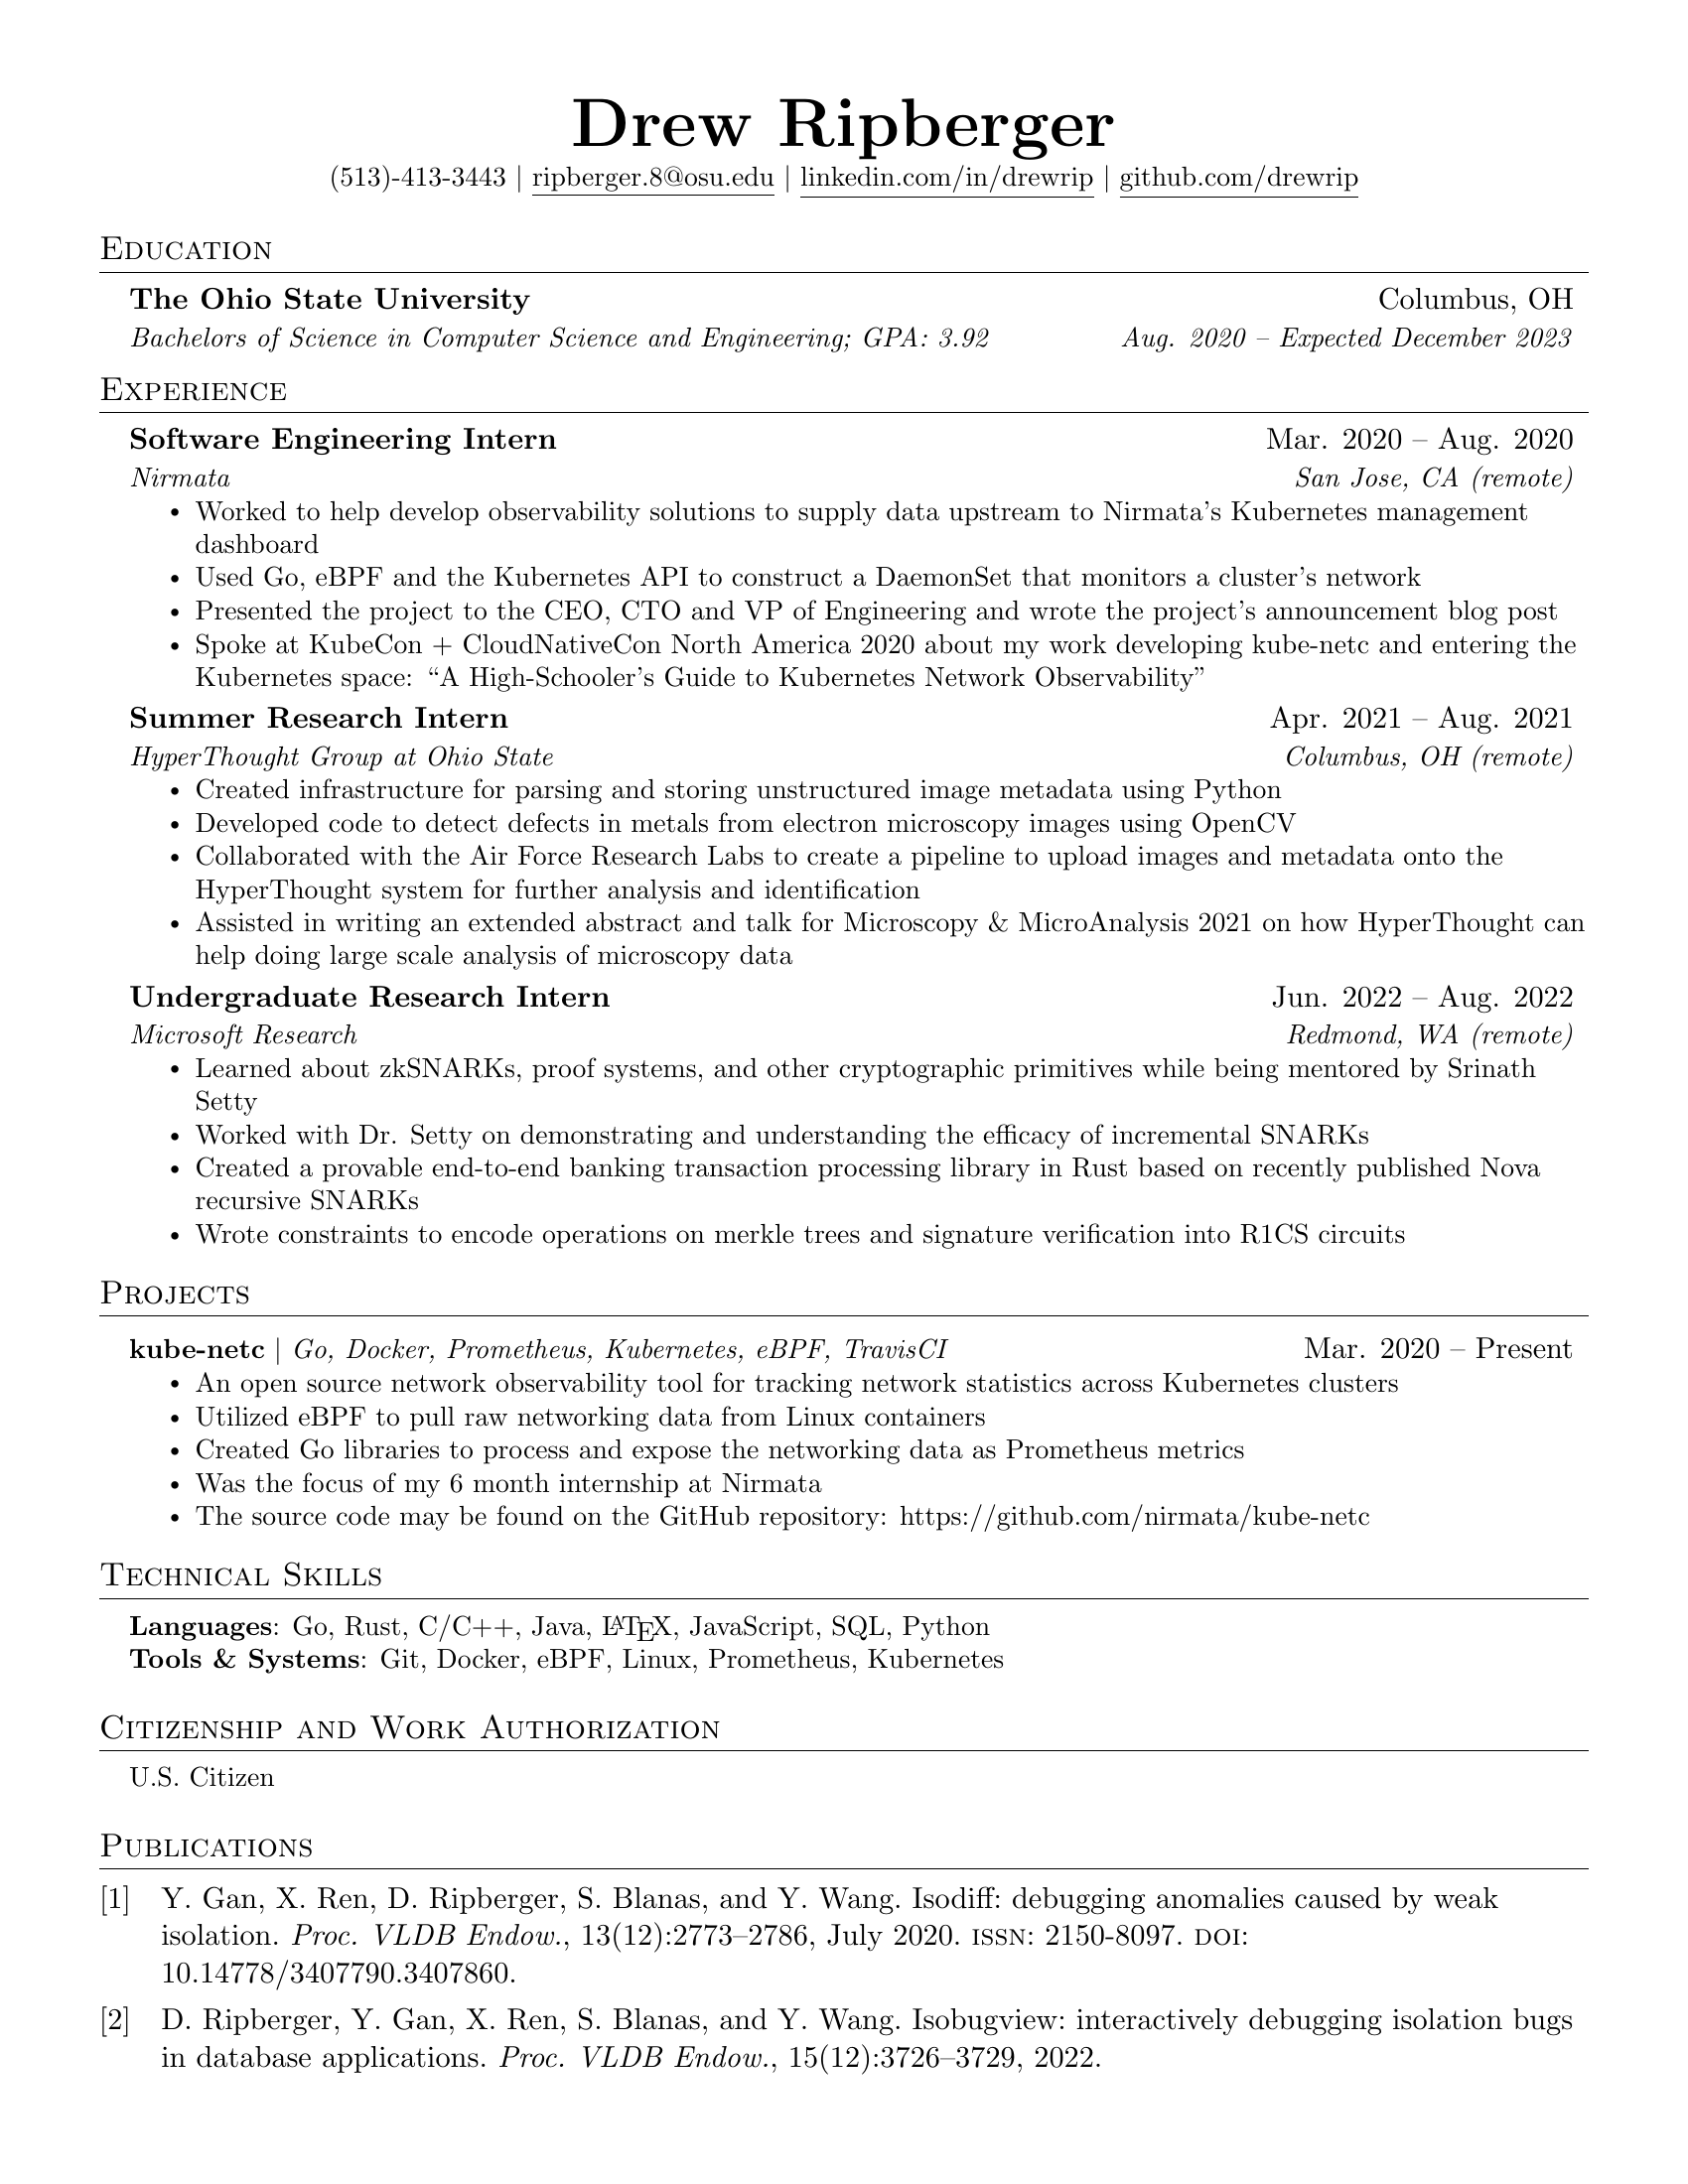 Drew Ripberger
(513)-413-3443 | ripberger.8@osu.edu | linkedin.com/in/drewrip | github.com/drewrip
Education
The Ohio State University Columbus, OH
Bachelors of Science in Computer Science and Engineering; GPA: 3.92 Aug. 2020 – Expected December 2023
Experience
Software Engineering Intern Mar. 2020 – Aug. 2020
Nirmata San Jose, CA (remote)
• Worked to help develop observability solutions to supply data upstream to Nirmata’s Kubernetes management
dashboard
• Used Go, eBPF and the Kubernetes API to construct a DaemonSet that monitors a cluster’s network
• Presented the project to the CEO, CTO and VP of Engineering and wrote the project’s announcement blog post
• Spoke at KubeCon + CloudNativeCon North America 2020 about my work developing kube-netc and entering the
Kubernetes space: “A High-Schooler’s Guide to Kubernetes Network Observability”
Summer Research Intern Apr. 2021 – Aug. 2021
HyperThought Group at Ohio State Columbus, OH (remote)
• Created infrastructure for parsing and storing unstructured image metadata using Python
• Developed code to detect defects in metals from electron microscopy images using OpenCV
• Collaborated with the Air Force Research Labs to create a pipeline to upload images and metadata onto the
HyperThought system for further analysis and identification
• Assisted in writing an extended abstract and talk for Microscopy & MicroAnalysis 2021 on how HyperThought can
help doing large scale analysis of microscopy data
Undergraduate Research Intern Jun. 2022 – Aug. 2022
Microsoft Research Redmond, WA (remote)
• Learned about zkSNARKs, proof systems, and other cryptographic primitives while being mentored by Srinath
Setty
• Worked with Dr. Setty on demonstrating and understanding the efficacy of incremental SNARKs
• Created a provable end-to-end banking transaction processing library in Rust based on recently published Nova
recursive SNARKs
• Wrote constraints to encode operations on merkle trees and signature verification into R1CS circuits
Projects
kube-netc | Go, Docker, Prometheus, Kubernetes, eBPF, TravisCI Mar. 2020 – Present
• An open source network observability tool for tracking network statistics across Kubernetes clusters
• Utilized eBPF to pull raw networking data from Linux containers
• Created Go libraries to process and expose the networking data as Prometheus metrics
• Was the focus of my 6 month internship at Nirmata
• The source code may be found on the GitHub repository: https://github.com/nirmata/kube-netc
Technical Skills
Languages: Go, Rust, C/C++, Java, LATEX, JavaScript, SQL, Python
Tools & Systems: Git, Docker, eBPF, Linux, Prometheus, Kubernetes
Citizenship and Work Authorization
U.S. Citizen
Publications
[1] Y. Gan, X. Ren, D. Ripberger, S. Blanas, and Y. Wang. Isodiff: debugging anomalies caused by weak
isolation. Proc. VLDB Endow., 13(12):2773–2786, July 2020. issn: 2150-8097. doi:
10.14778/3407790.3407860.
[2] D. Ripberger, Y. Gan, X. Ren, S. Blanas, and Y. Wang. Isobugview: interactively debugging isolation bugs
in database applications. Proc. VLDB Endow., 15(12):3726–3729, 2022.